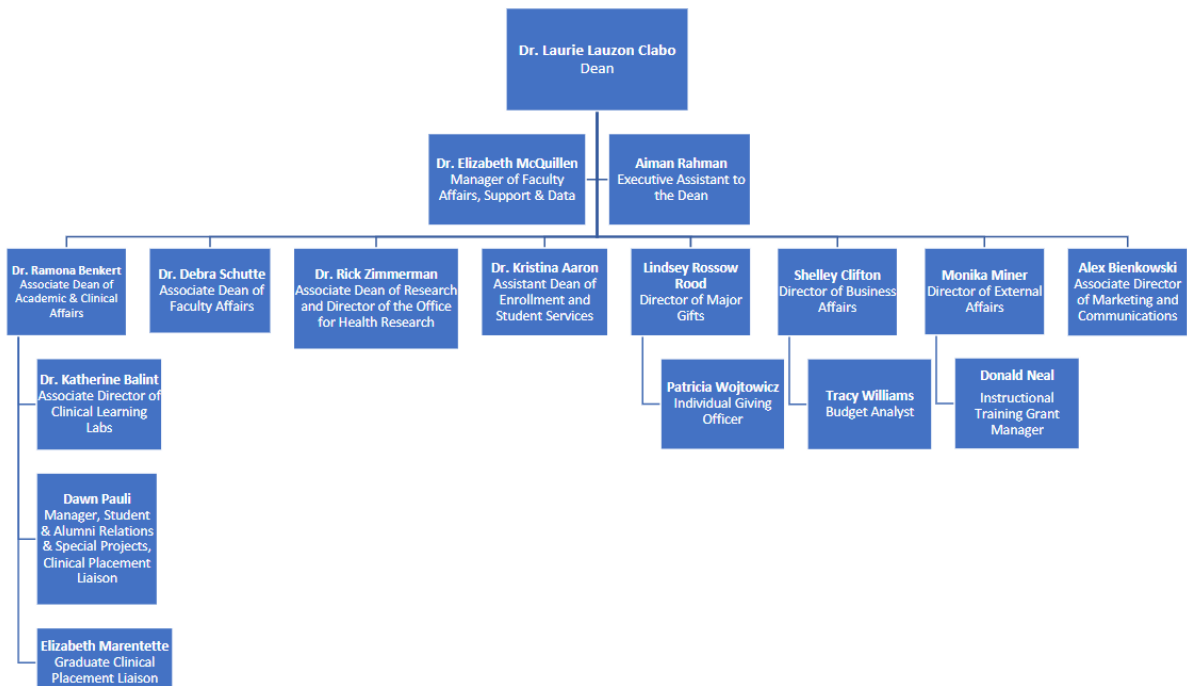 Dr. Laurie Lauzon Clabo
Dean
Dr. Elizabeth McQuillen
Manager of Faculty
Affairs, Support & Data
Aiman Rahman
Executive Assistant to
the Dean
Dr. Ramona Benkert
Associate Dean of
Academic & Clinical
Affairs
Dr. Debra Schutte
Associate Dean of
Faculty Affairs
Dr. Rick Zimmerman
Associate Dean of Research
and Director of the Office
for Health Research
Dr. Kristina Aaron
Assistant Dean of
Enrollment and
Student Services
Lindsey Rossow
Rood
Director of Major
Gifts
Shelley Clifton
Director of Business
Affairs
Monika Miner
Director of External
Affairs
Alex Bienkowski
Associate Director
of Marketing and
Communications
Dr. Katherine Balint
Associate Director of
Clinical Learning
Labs
Patricia Wojtowicz
Individual Giving
Officer
Tracy Williams
Budget Analyst
Donald Neal
Instructional
Training Grant
Manager
Dawn Pauli
Manager, Student
& Alumni Relations
& Special Projects,
Clinical Placement
Liaison
Elizabeth Marentette
Graduate Clinical
Placement Liaison